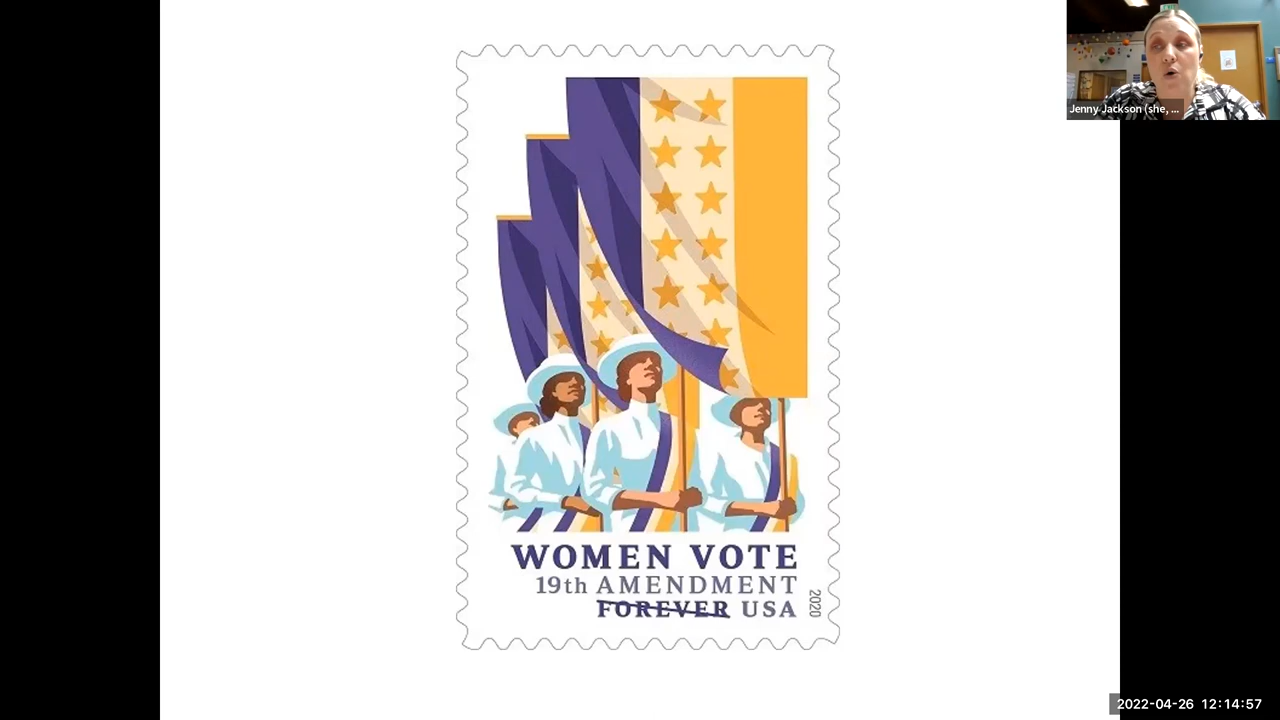 Jenny Jackson (she, ...
WOMEN VOTE
19th AMENDMENT
FOREVER USA
2020
2022-04-26 12:14:57